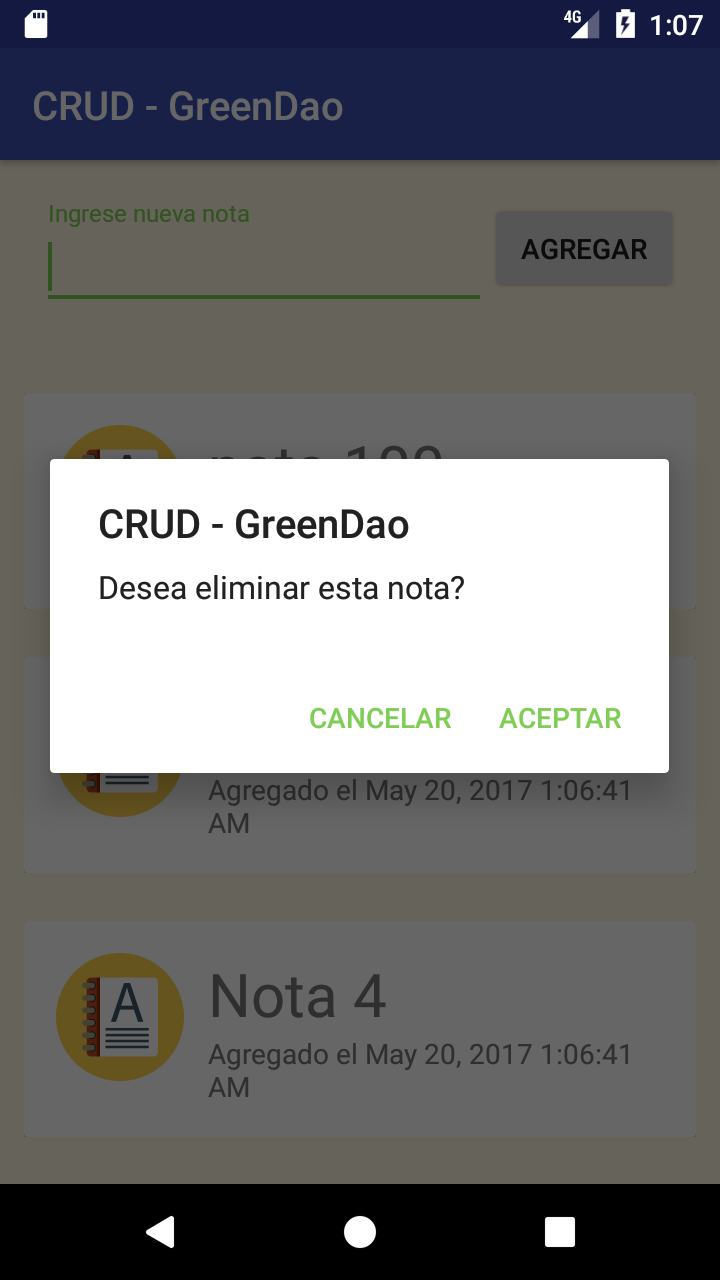 4G 1:07
CRUD - GreenDao
Ingrese nueva nota
AGREGAR
CRUD - GreenDao
Desea eliminar esta nota?
CANCELAR ACEPTAR
Agregado el May 20, 2017 1:06:41
AM
A
Nota 4
Agregado el May 20, 2017 1:06:41
AM